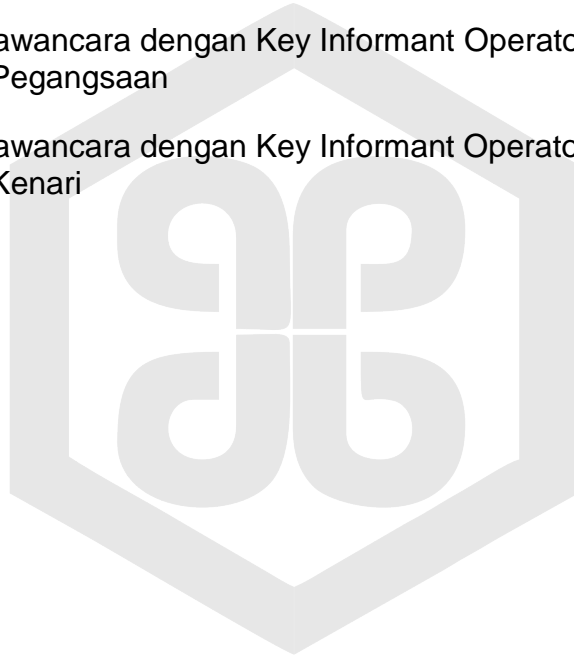 awancara dengan Key Informant Operato
Pegangsaan
awancara dengan Key Informant Operato
Kenari